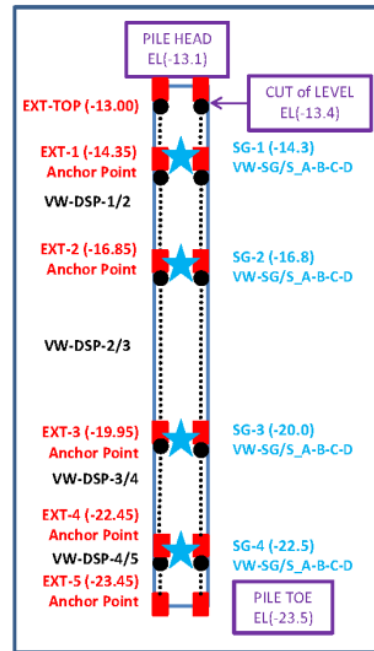 PILE HEAD
EL(-13.1)
EXT-TOP (-13.00)
CUT of LEVEL
EL(-13.4)
EXT-1 (-14.35)
Anchor Point
SG-1 (-14.3)
VW-SG/S_A-B-C-D
VW-DSP-1/2
EXT-2 (-16.85)
Anchor Point
SG-2 (-16.8)
VW-SG/S_A-B-C-D
VW-DSP-2/3
EXT-3 (-19.95)
Anchor Point
SG-3 (-20.0)
VW-SG/S_A-B-C-D
VW-DSP-3/4
EXT-4 (-22.45)
Anchor Point
SG-4 (-22.5)
VW-SG/S_A-B-C-D
VW-DSP-4/5
EXT-5 (-23.45)
Anchor Point
PILE TOE
EL(-23.5)